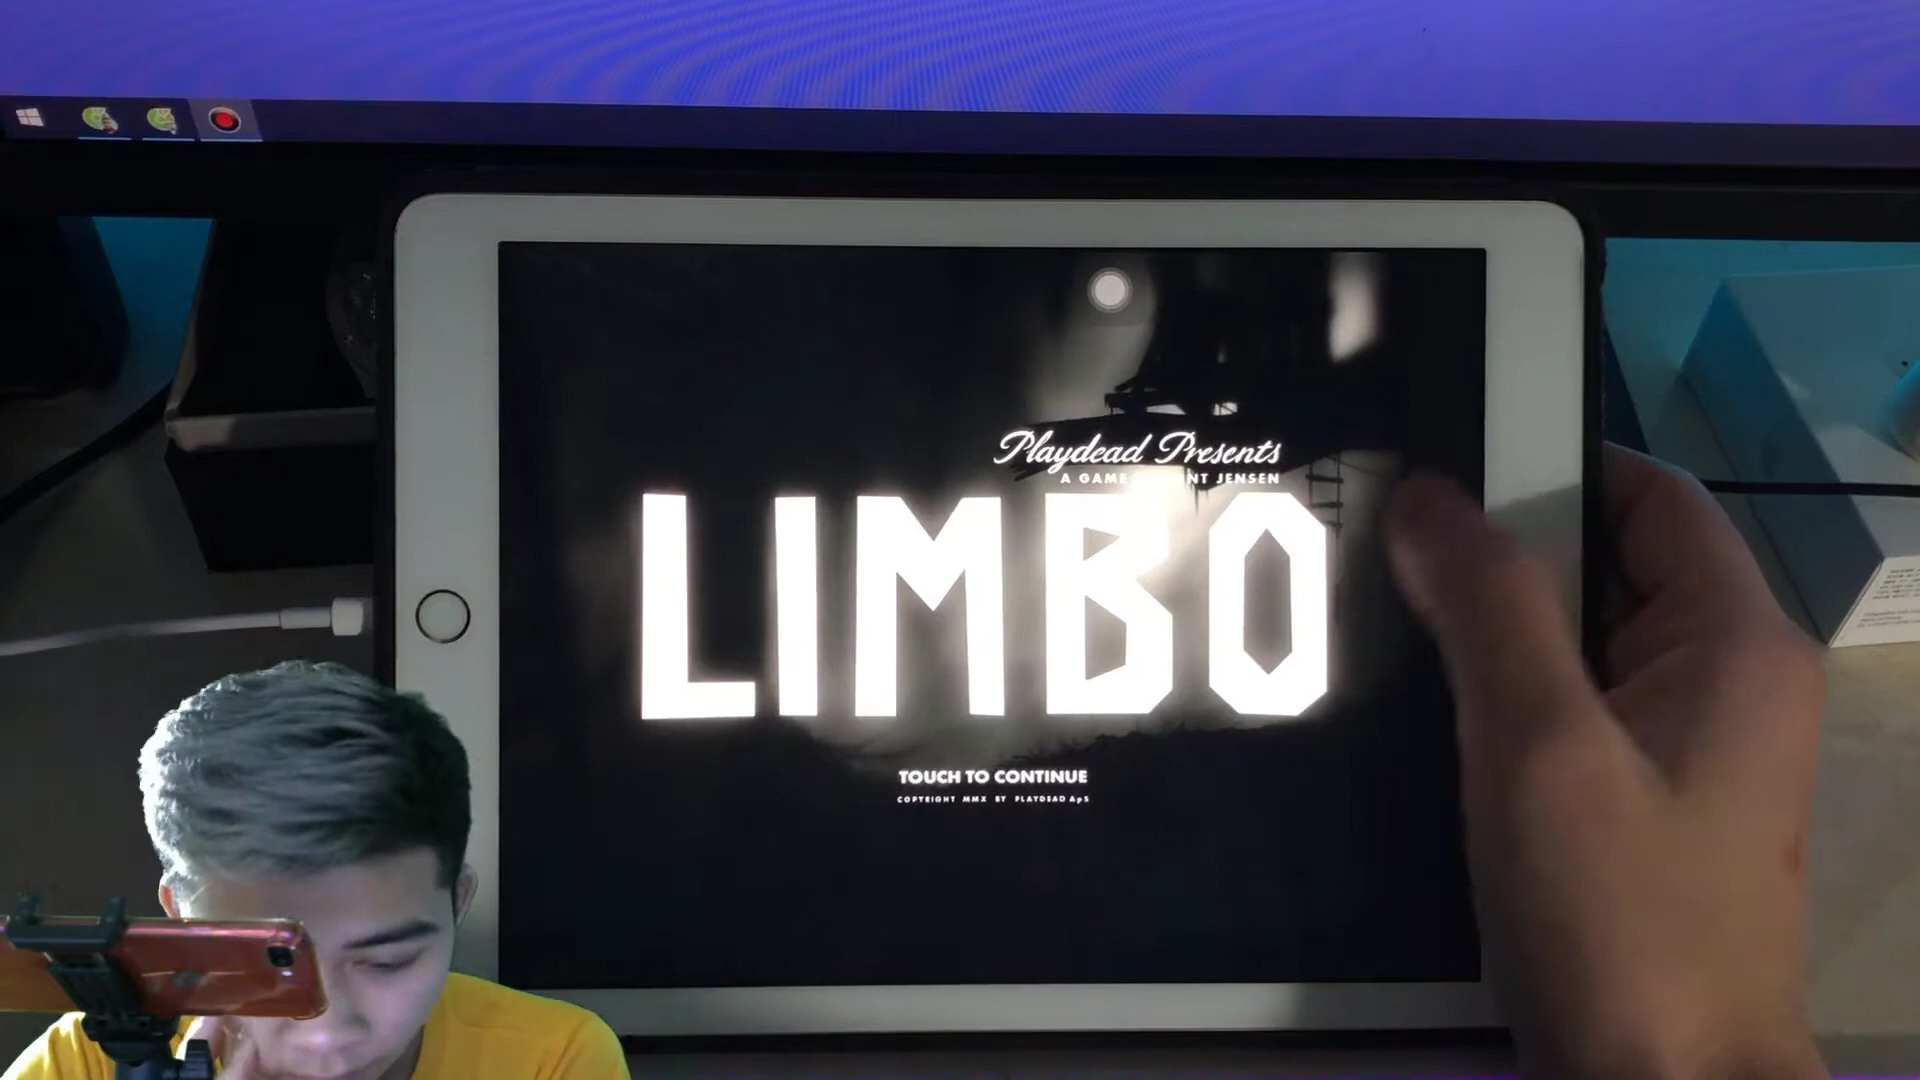 Playdead Presents
A GAME NT JENSEN
LIMBO
TOUCH TO CONTINUE
COPYRIGHT MMX BY PLAYDEAD ApS